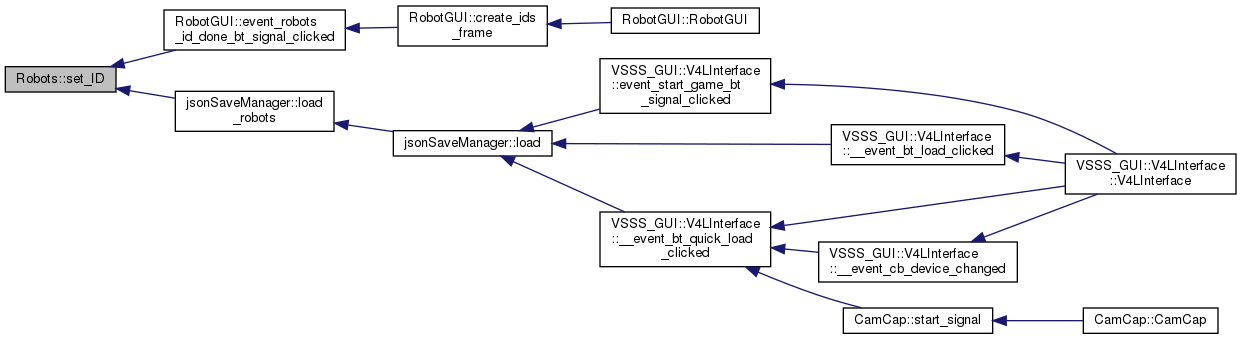 Robots::set_ID
RobotGUI::event_robots
_id_done_bt_signal_clicked
RobotGUI::create_ids
_frame
RobotGUI::RobotGUI
jsonSaveManager::load
_robots
jsonSaveManager::load
VSSS_GUI::V4LInterface
::event_start_game_bt
_signal_clicked
VSSS_GUI::V4LInterface
::__event_bt_load_clicked
VSSS_GUI::V4LInterface
::V4LInterface
VSSS_GUI::V4LInterface
::__event_bt_quick_load
_clicked
VSSS_GUI::V4LInterface
::__event_cb_device_changed
CamCap::start_signal
CamCap::CamCap